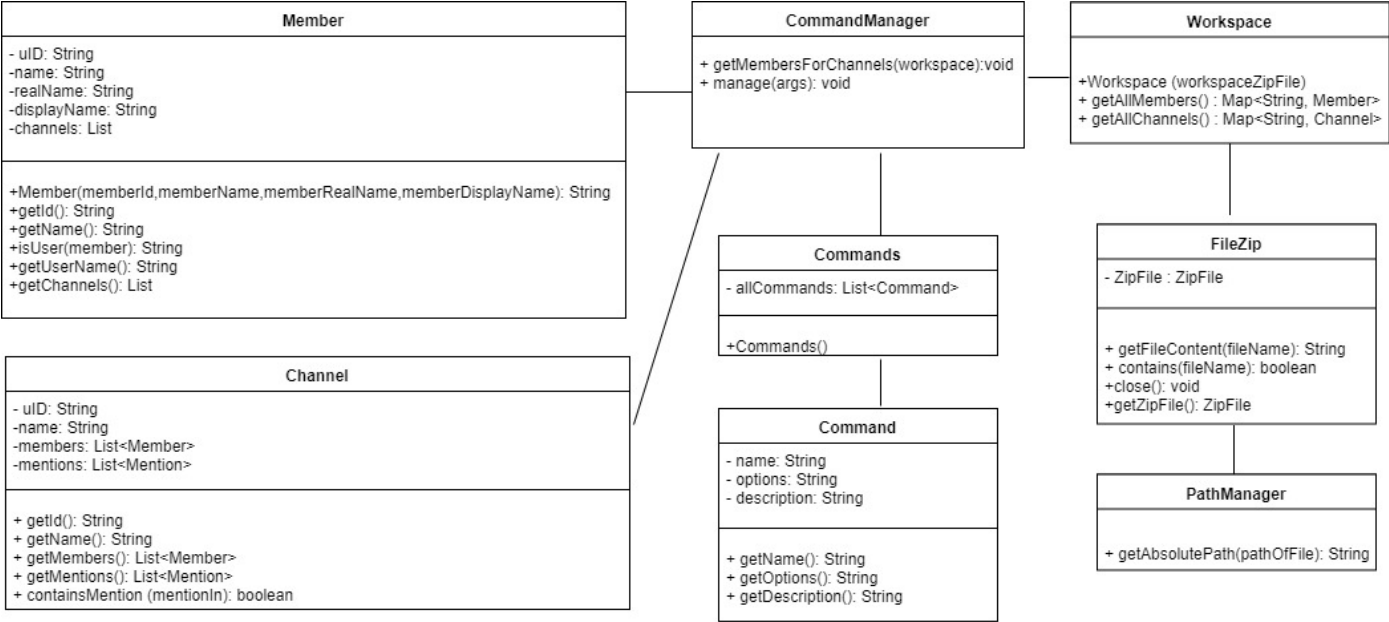 Member
- uID: String
-name: String
-realName: String
-displayName: String
-channels: List
+Member(memberId,memberName,memberRealName,memberDisplayName): String
+getId(): String
+getName(): String
+isUser(member): String
+getUserName(): String
+getChannels(): List
Channel
- uID: String
-name: String
-members: List<Member>
-mentions: List<Mention>
+ getId(): String
+ getName(): String
+ getMembers(): List<Member>
+ getMentions(): List<Mention>
+ containsMention (mentionIn): boolean
CommandManager
+ getMembersForChannels(workspace):void
+ manage(args): void
Commands
- allCommands: List<Command>
+Commands()
Command
- name: String
- options: String
- description: String
+ getName(): String
+ getOptions(): String
+ getDescription(): String
Workspace
+Workspace (workspaceZipFile)
+ getAllMembers() : Map<String, Member>
+ getAllChannels() : Map<String, Channel>
FileZip
- ZipFile : ZipFile
+ getFileContent(fileName): String
+ contains(fileName): boolean
+close(): void
+getZipFile(): ZipFile
PathManager
+ getAbsolutePath(pathOfFile): String